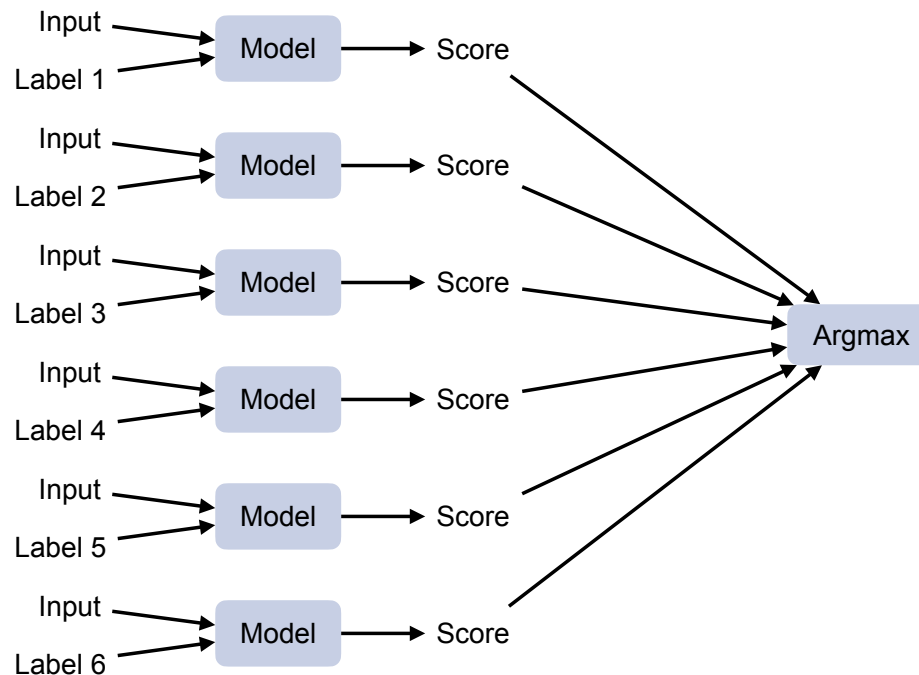 Input
Model
Score
Label 1
Input
Model
Score
Label 2
Input
Model
Score
Label 3
Argmax
Input
Model
Score
Label 4
Input
Model
Score
Label 5
Input
Model
Score
Label 6